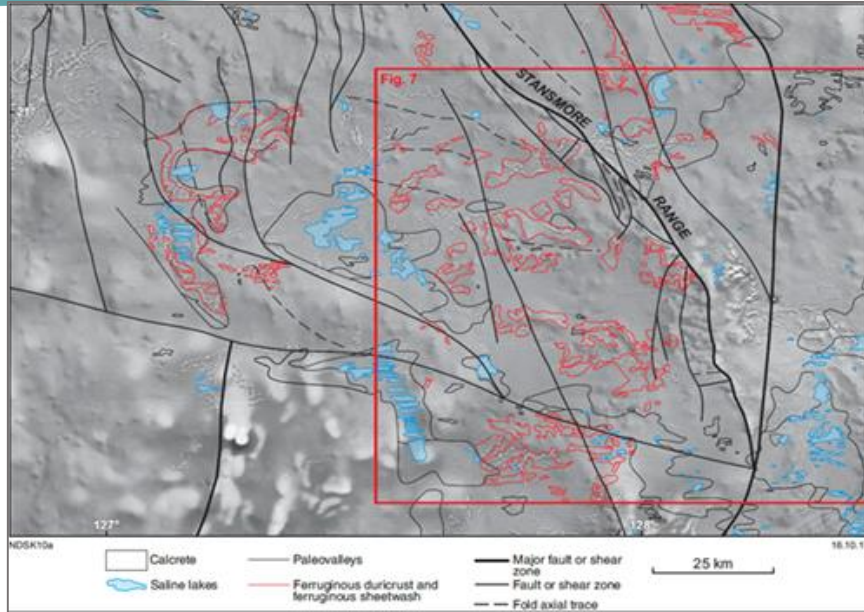 Fig. 7
STANSMORE
RANGE
127°
128°
NDSK10a
16.10.1
Calcrete
Paleovalleys
Major fault or shear
zone
25 km
Saline lakes
Ferruginous duricrust and
ferruginous sheetwash
Fault or shear zone
Fold axial trace